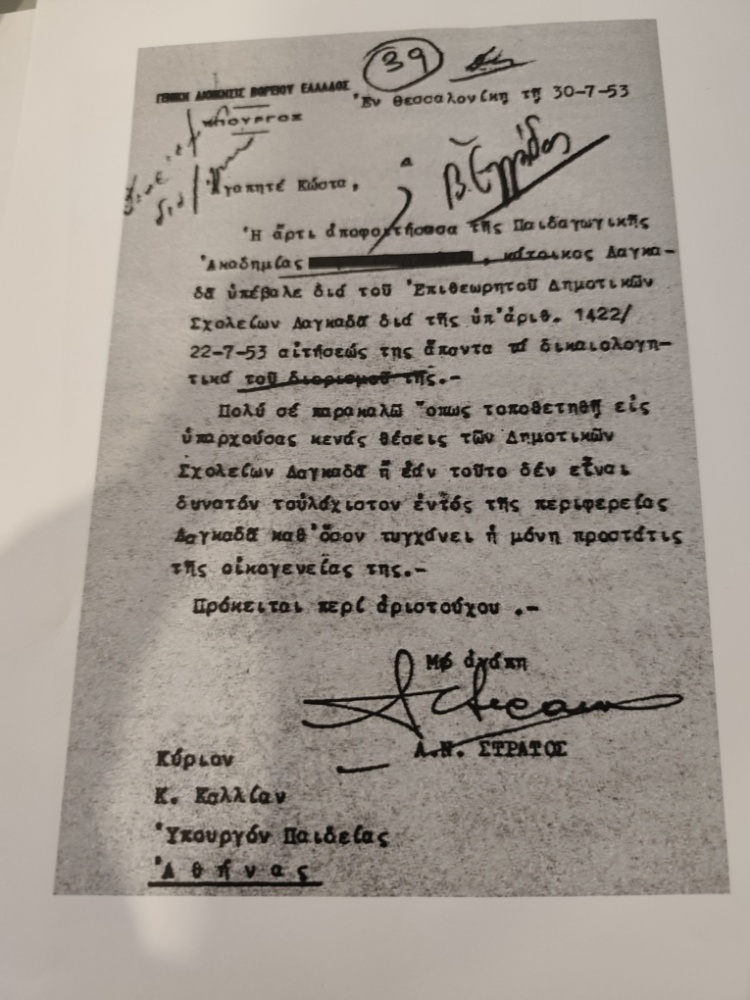 39
ΓΕΝΙΚΗ ΔΙΟΙΚΗΣΙΣ ΒΟΡΕΙΟΥ ΕΛΛΑΔΟΣ
Ἐν Θεσσαλονίκῃ τῇ 30-7-53
ΥΠΟΥΡΓΟΣ
Β. Ἑλλάδος
Ἀγαπητέ Κώστα,
Ἡ ἄρτι ἀποφοιτήσασα τῆς Παιδαγωγικῆς
Ἀκαδημίας , κάτοικος Λαγκα-
δᾶ ὑπέβαλε διά τοῦ Ἐπιθεωρητοῦ Δημοτικῶν
Σχολείων Λαγκαδᾶ διά τῆς ὑπ' ἀριθ. 1422/
22-7-53 αἰτήσεώς της ἅπαντα τά δικαιολογη-
τικά τοῦ διορισμοῦ της.-
Πολύ σέ παρακαλῶ ὅπως τοποθετηθῇ εἰς
ὑπαρχούσας κενάς θέσεις τῶν Δημοτικῶν
Σχολείων Λαγκαδᾶ ἤ ἐάν τοῦτο δέν εἶναι
δυνατόν τοὐλάχιστον ἐντός τῆς περιφερείας
Λαγκαδᾶ καθ' ὅσον τυγχάνει ἡ μόνη προστάτις
τῆς οἰκογενείας της.-
Πρόκειται περί ἀριστούχου .-
Μέ ἀγάπη
Α.Ν. ΣΤΡΑΤΟΣ
Κύριον
Κ. Καλλίαν
Ὑπουργόν Παιδείας
Ἀ θ ή ν α ς